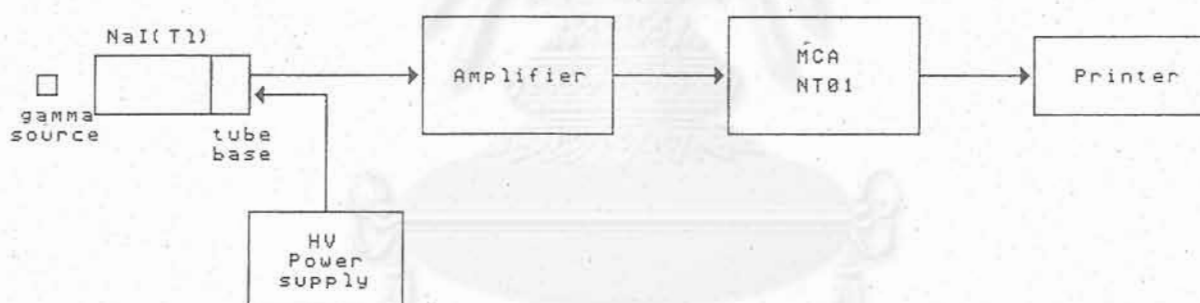 NaI(Tl)
gamma
source
tube
base
HV
Power
supply
Amplifier
MCA
NT01
Printer